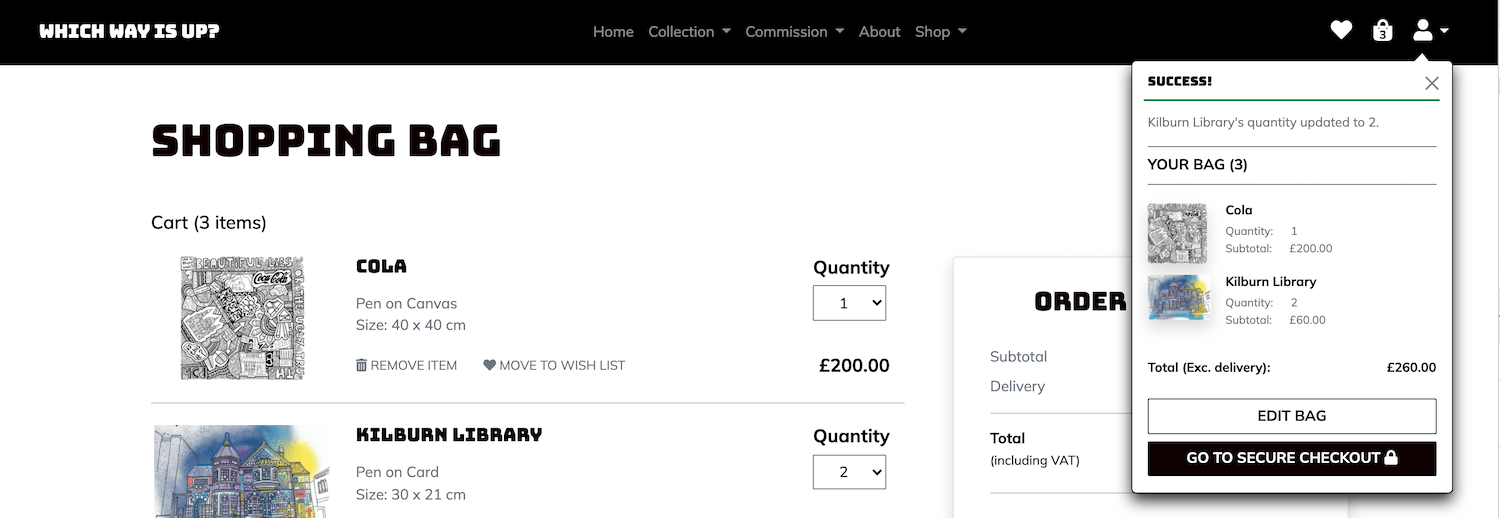 WHICH WAY IS UP?
Home Collection Commission About Shop
3
SHOPPING BAG
Cart (3 items)
BEAUTIFUL LIES
Coca-Cola
COLA
Pen on Canvas
Size: 40 x 40 cm
REMOVE ITEM MOVE TO WISH LIST
Quantity
1
£200.00
KILBURN LIBRARY
Pen on Card
Size: 30 x 21 cm
Quantity
2
ORDER
Subtotal
Delivery
Total
(including VAT)
SUCCESS!
Kilburn Library's quantity updated to 2.
YOUR BAG (3)
Cola
Quantity: 1
Subtotal: £200.00
Kilburn Library
Quantity: 2
Subtotal: £60.00
Total (Exc. delivery): £260.00
EDIT BAG
GO TO SECURE CHECKOUT